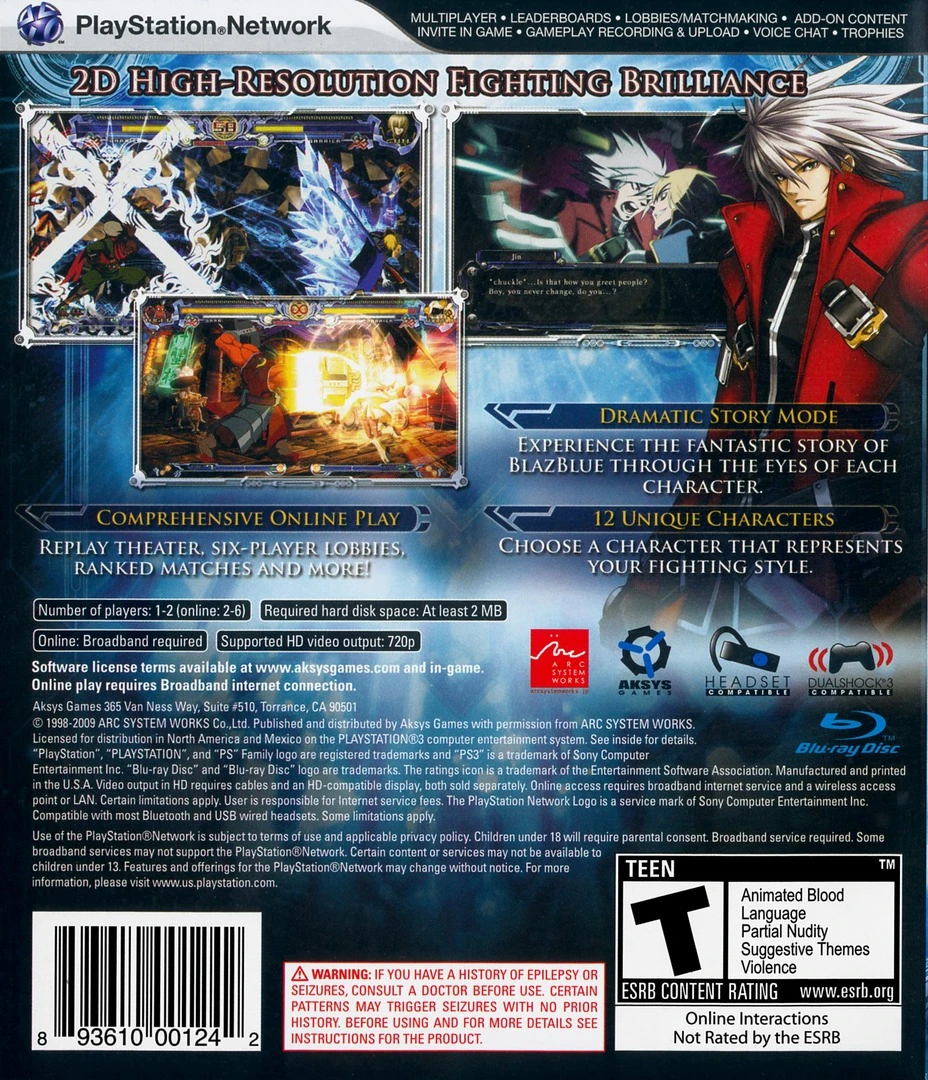 PlayStation®Network
MULTIPLAYER • LEADERBOARDS • LOBBIES/MATCHMAKING • ADD-ON CONTENT
INVITE IN GAME • GAMEPLAY RECORDING & UPLOAD • VOICE CHAT • TROPHIES
2D HIGH-RESOLUTION FIGHTING BRILLIANCE
Jin
"chuckle"...Is that how you greet people?
Boy, you never change, do you...?
DRAMATIC STORY MODE
EXPERIENCE THE FANTASTIC STORY OF
BLAZBLUE THROUGH THE EYES OF EACH
CHARACTER.
COMPREHENSIVE ONLINE PLAY
REPLAY THEATER, SIX-PLAYER LOBBIES,
RANKED MATCHES AND MORE!
12 UNIQUE CHARACTERS
CHOOSE A CHARACTER THAT REPRESENTS
YOUR FIGHTING STYLE.
Number of players: 1-2 (online: 2-6)
Required hard disk space: At least 2 MB
Online: Broadband required
Supported HD video output: 720p
ARC
SYSTEM
WORKS
arcsystemworks.jp
AKSYS
GAMES
HEADSET
COMPATIBLE
DUALSHOCK®3
COMPATIBLE
Software license terms available at www.aksysgames.com and in-game.
Online play requires Broadband internet connection.
Aksys Games 365 Van Ness Way, Suite #510, Torrance, CA 90501
© 1998-2009 ARC SYSTEM WORKS Co.,Ltd. Published and distributed by Aksys Games with permission from ARC SYSTEM WORKS.
Licensed for distribution in North America and Mexico on the PLAYSTATION®3 computer entertainment system. See inside for details.
"PlayStation", "PLAYSTATION", and "PS" Family logo are registered trademarks and "PS3" is a trademark of Sony Computer
Entertainment Inc. "Blu-ray Disc" and "Blu-ray Disc" logo are trademarks. The ratings icon is a trademark of the Entertainment Software Association. Manufactured and printed
in the U.S.A. Video output in HD requires cables and an HD-compatible display, both sold separately. Online access requires broadband internet service and a wireless access
point or LAN. Certain limitations apply. User is responsible for Internet service fees. The PlayStation Network Logo is a service mark of Sony Computer Entertainment Inc.
Compatible with most Bluetooth and USB wired headsets. Some limitations apply.
Blu-ray Disc™
Use of the PlayStation®Network is subject to terms of use and applicable privacy policy. Children under 18 will require parental consent. Broadband service required. Some
broadband services may not support the PlayStation®Network. Certain content or services may not be available to
children under 13. Features and offerings for the PlayStation®Network may change without notice. For more
information, please visit www.us.playstation.com.
TEEN ™
T
Animated Blood
Language
Partial Nudity
Suggestive Themes
Violence
ESRB CONTENT RATING www.esrb.org
Online Interactions
Not Rated by the ESRB
8 93610 00124 2
⚠ WARNING: IF YOU HAVE A HISTORY OF EPILEPSY OR
SEIZURES, CONSULT A DOCTOR BEFORE USE. CERTAIN
PATTERNS MAY TRIGGER SEIZURES WITH NO PRIOR
HISTORY. BEFORE USING AND FOR MORE DETAILS SEE
INSTRUCTIONS FOR THE PRODUCT.